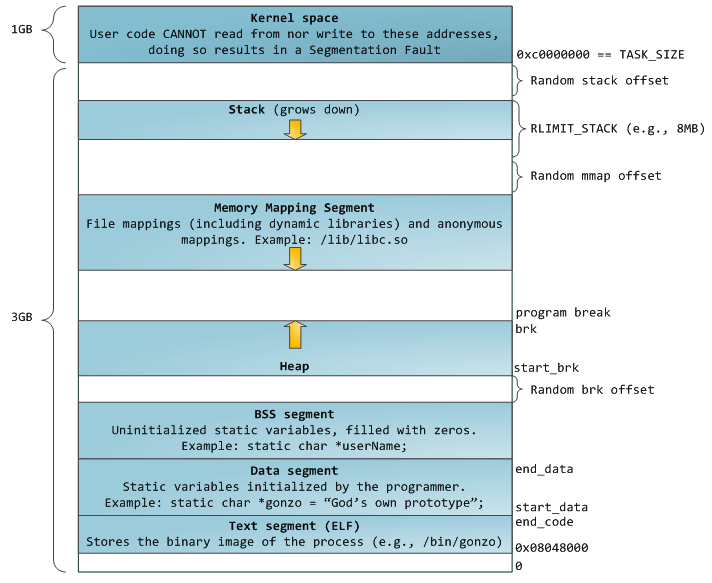 1GB
Kernel space
User code CANNOT read from nor write to these addresses,
doing so results in a Segmentation Fault
0xc0000000 == TASK_SIZE
Random stack offset
Stack (grows down)
RLIMIT_STACK (e.g., 8MB)
Random mmap offset
Memory Mapping Segment
File mappings (including dynamic libraries) and anonymous
mappings. Example: /lib/libc.so
3GB
program break
brk
Heap
start_brk
Random brk offset
BSS segment
Uninitialized static variables, filled with zeros.
Example: static char *userName;
Data segment
Static variables initialized by the programmer.
Example: static char *gonzo = “God’s own prototype”;
end_data
start_data
end_code
Text segment (ELF)
Stores the binary image of the process (e.g., /bin/gonzo)
0x08048000
0